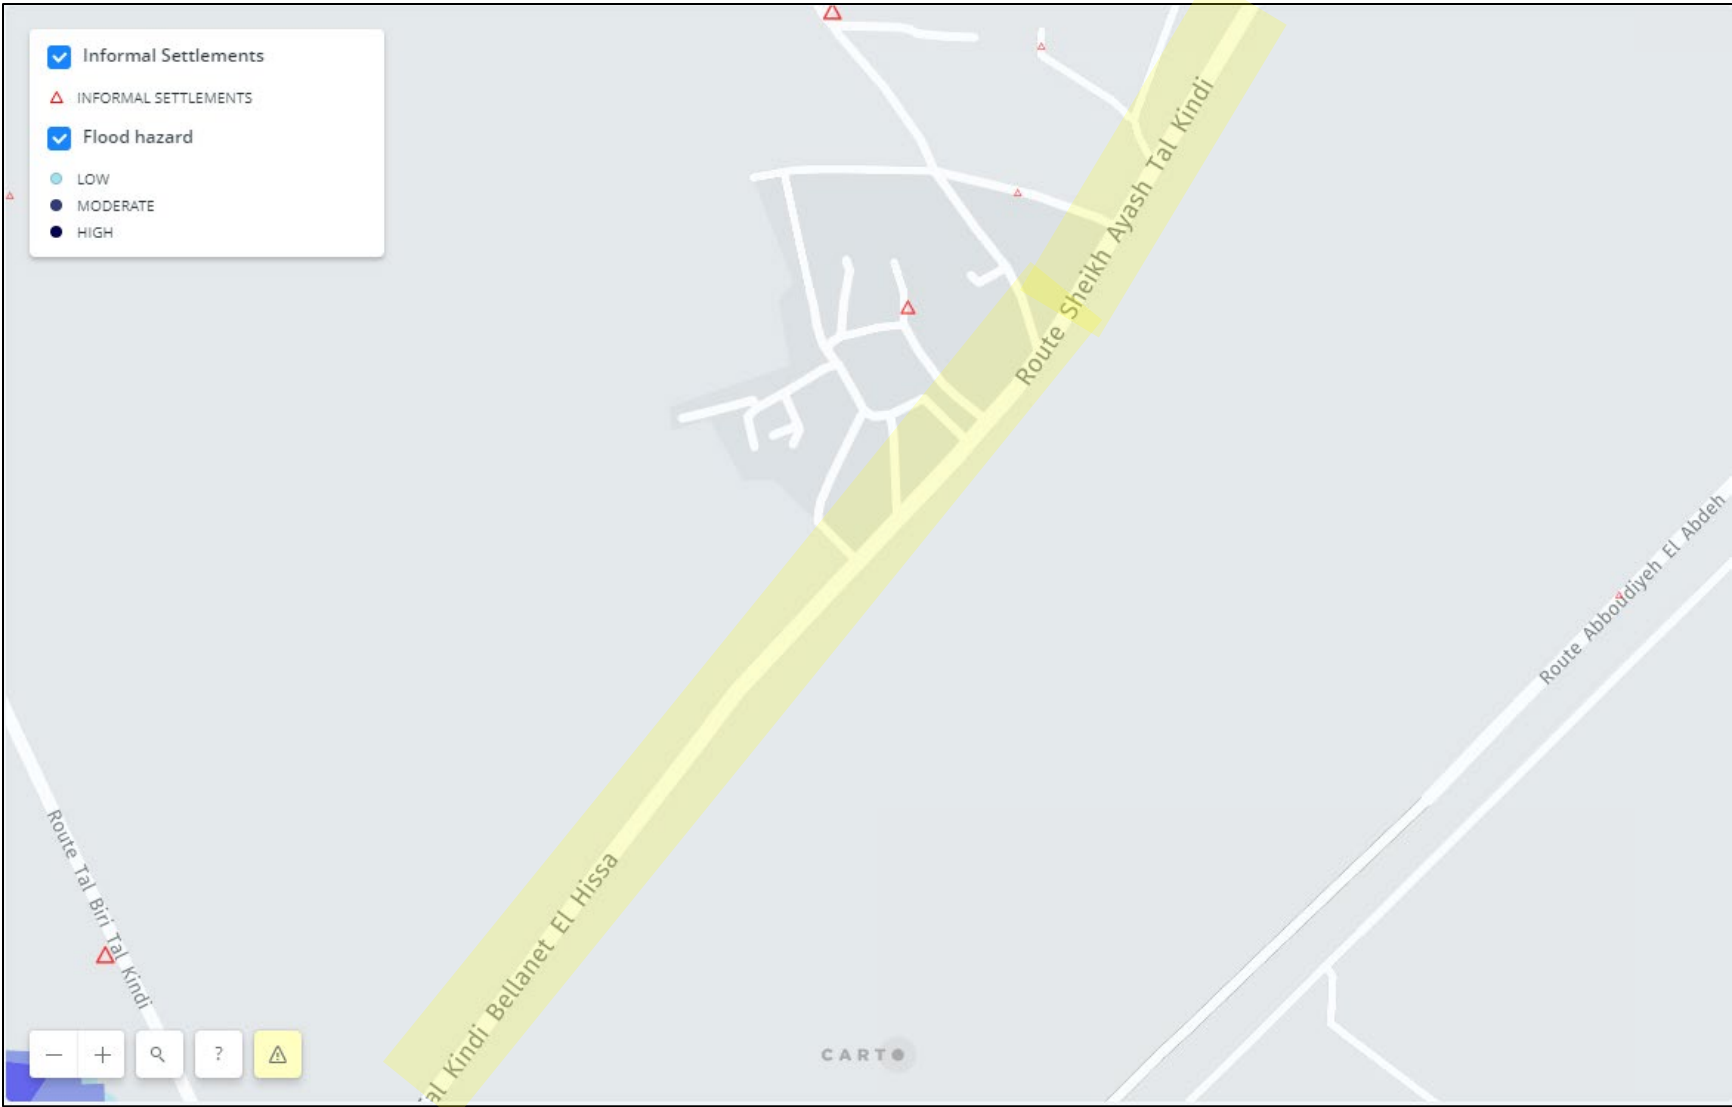 Informal Settlements
INFORMAL SETTLEMENTS
Flood hazard
LOW
MODERATE
HIGH
Route Sheikh Ayash Tal Kindi
Route Abboudiyeh El Abdeh
al Kindi Bellanet El Hissa
Route Tal Biri Tal Kindi
?
CARTO